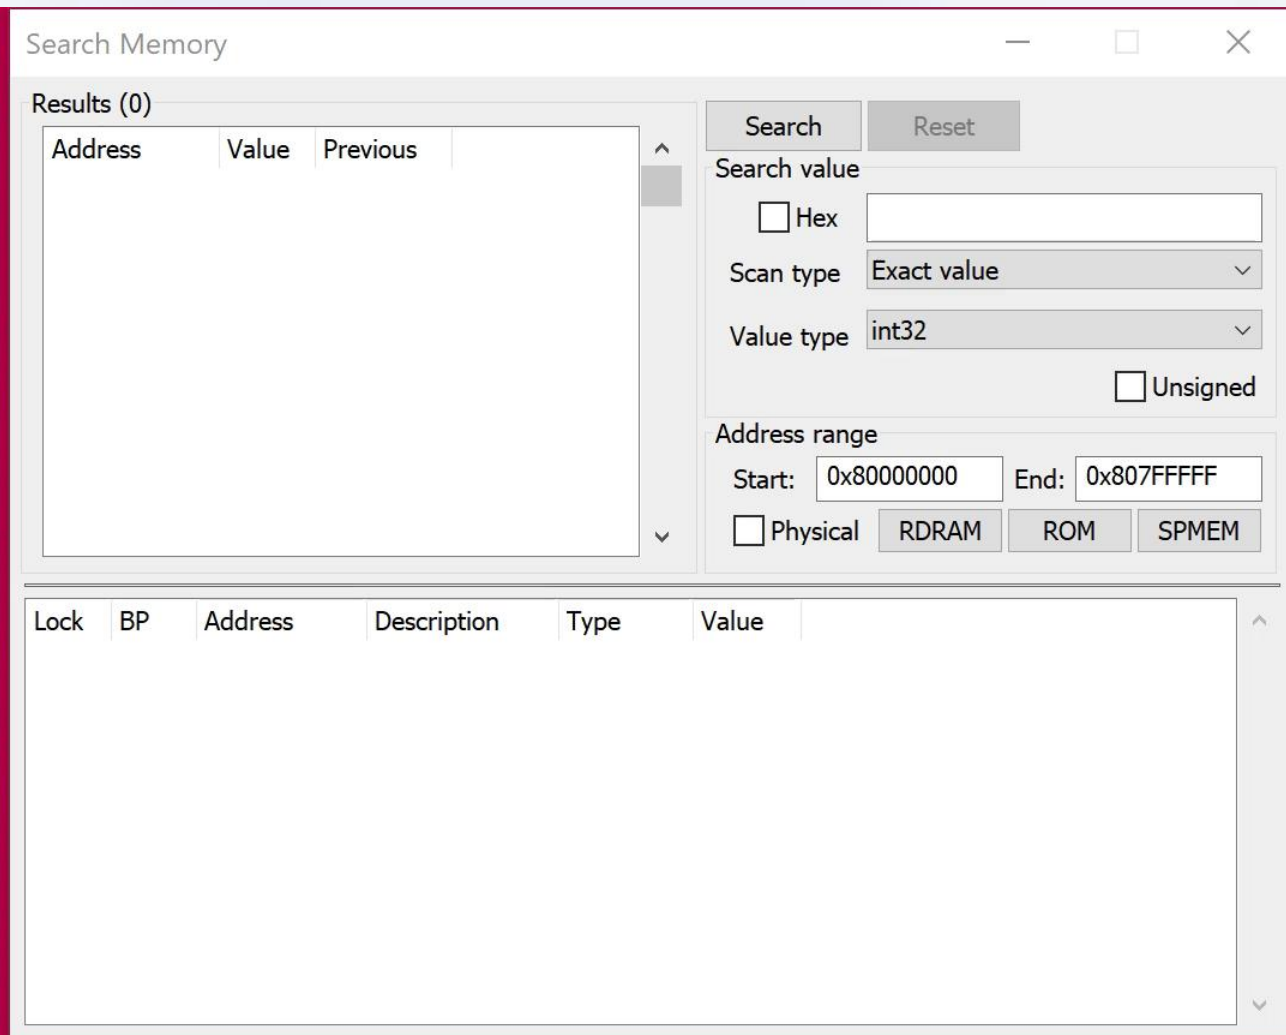 Search Memory
Results (0)
Address Value Previous
Search Reset
Search value
Hex
Scan type Exact value
Value type int32
Unsigned
Address range
Start: 0x80000000 End: 0x807FFFFF
Physical RDRAM ROM SPMEM
Lock BP Address Description Type Value